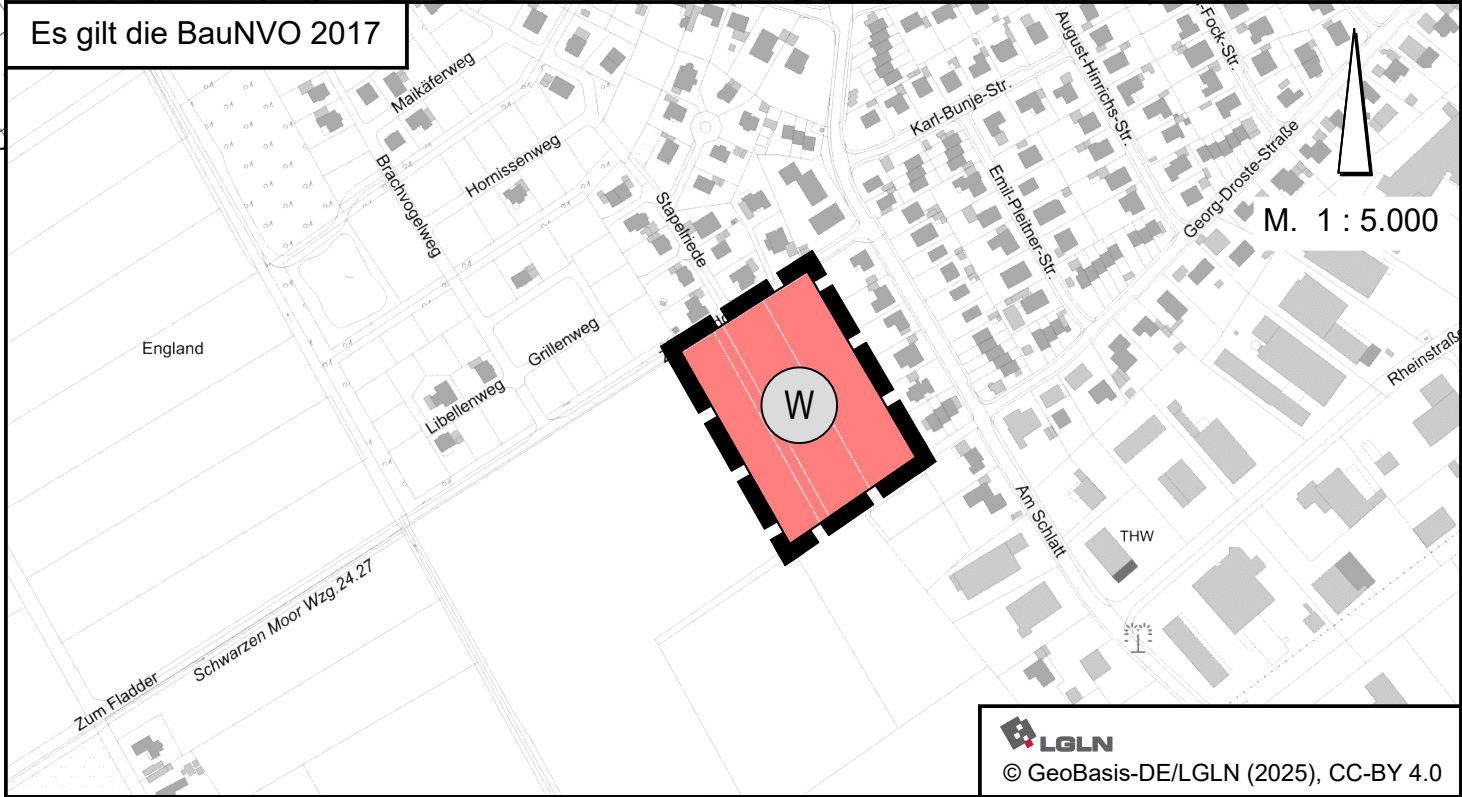 Es gilt die BauNVO 2017
Maikäferweg
Hornissenweg
Brachvogelweg
Stapelriede
Karl-Bunje-Str.
August-Hinrichs-Str.
-Fock-Str.
Emil-Pleitner-Str.
Georg-Droste-Straße
M. 1 : 5.000
England
Grillenweg
Libellenweg
W
Rheinstraße
Am Schlatt
THW
Schwarzen Moor Wzg.24.27
Zum Fladder
LGLN
© GeoBasis-DE/LGLN (2025), CC-BY 4.0